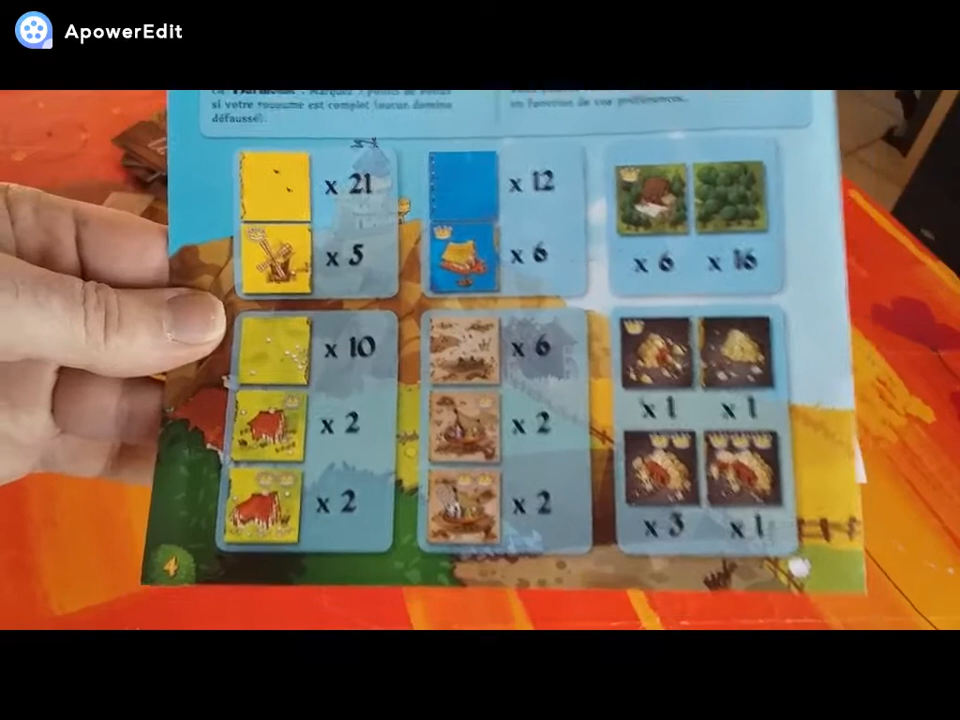 ApowerEdit
si votre royaume est complet (aucun domino
défaussé).
en fonction de vos préférences.
x 21
x 5
x 12
x 6
x 6 x 16
x 10
x 2
x 2
x 6
x 2
x 2
x 1 x 1
x 3 x 1
4